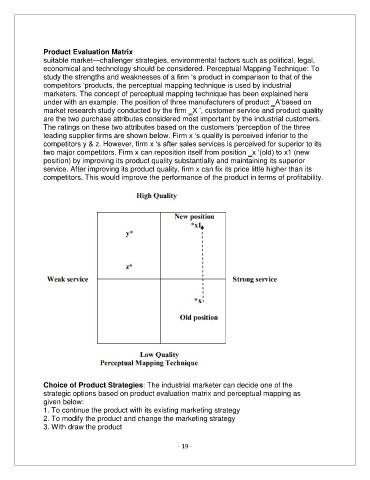 Product Evaluation Matrix
suitable market—challenger strategies, environmental factors such as political, legal,
economical and technology should be considered. Perceptual Mapping Technique: To
study the strengths and weaknesses of a firm 's product in comparison to that of the
competitors 'products, the perceptual mapping technique is used by industrial
marketers. The concept of perceptual mapping technique has been explained here
under with an example. The position of three manufacturers of product _A'based on
market research study conducted by the firm _X ', customer service and product quality
are the two purchase attributes considered most important by the industrial customers.
The ratings on these two attributes based on the customers 'perception of the three
leading supplier firms are shown below. Firm x 's quality is perceived inferior to the
competitors y & z. However, firm x 's after sales services is perceived for superior to its
two major competitors. Firm x can reposition itself from position _x '(old) to x1 (new
position) by improving its product quality substantially and maintaining its superior
service. After improving its product quality, firm x can fix its price little higher than its
competitors. This would improve the performance of the product in terms of profitability.
High Quality
New position
*x1
y*
z*
Weak service
Strong service
*x
Old position
Low Quality
Perceptual Mapping Technique
Choice of Product Strategies: The industrial marketer can decide one of the
strategic options based on product evaluation matrix and perceptual mapping as
given below:
1. To continue the product with its existing marketing strategy
2. To modify the product and change the marketing strategy
3. With draw the product
- 19 -